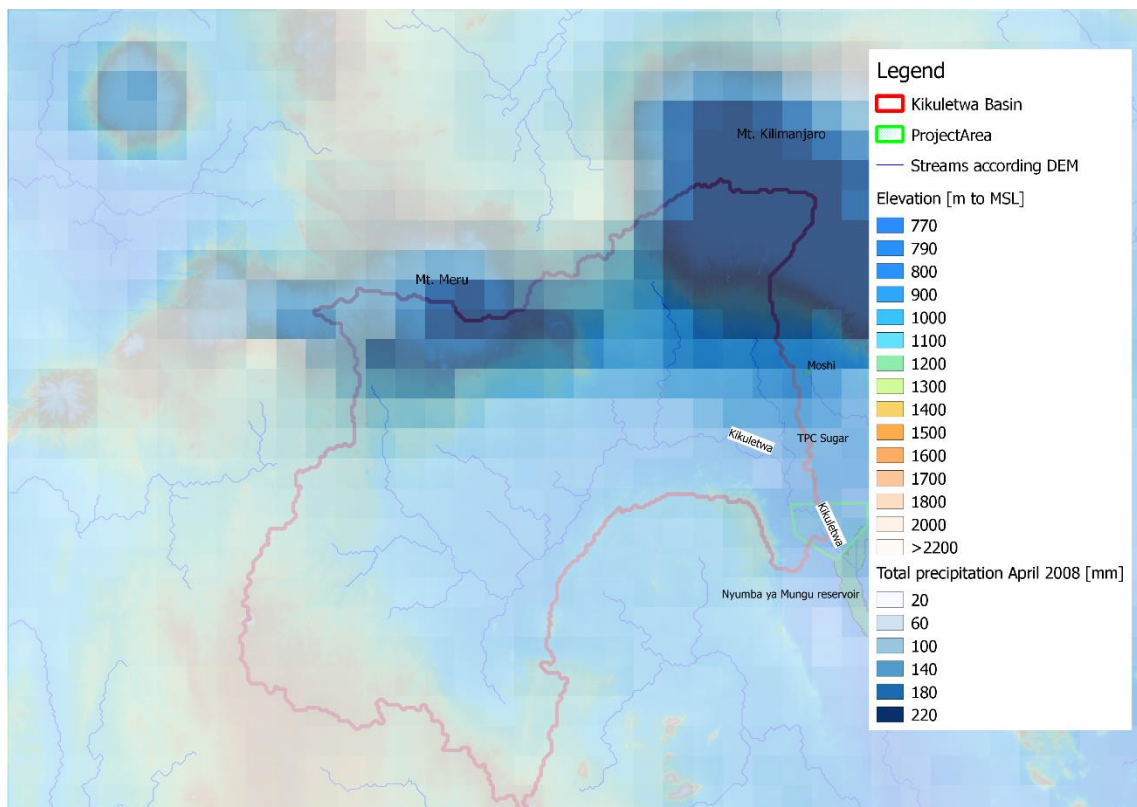 Mt. Kilimanjaro
Mt. Meru
Moshi
TPC Sugar
Kikuletwa
Kikuletwa
Nyumba ya Mungu reservoir
Legend
Kikuletwa Basin
ProjectArea
Streams according DEM
Elevation [m to MSL]
770
790
800
900
1000
1100
1200
1300
1400
1500
1600
1700
1800
2000
>2200
Total precipitation April 2008 [mm]
20
60
100
140
180
220